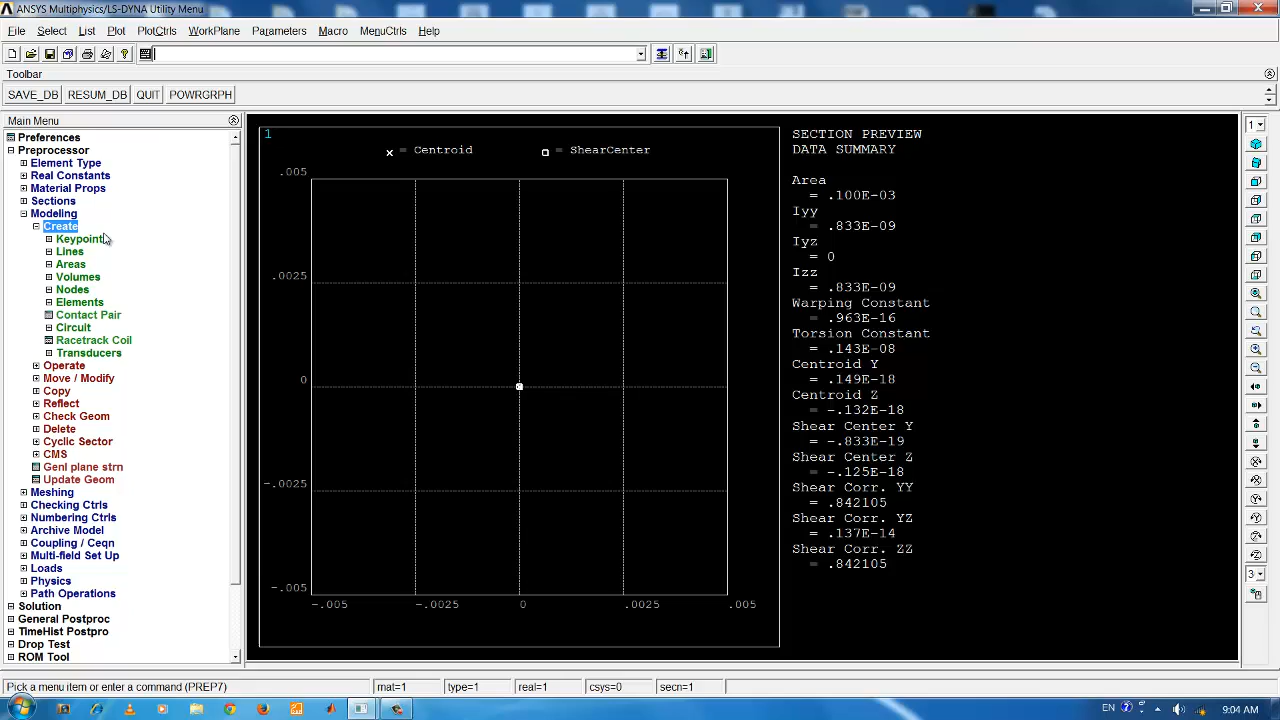 ANSYS Multiphysics/LS-DYNA Utility Menu
File Select List Plot PlotCtrls WorkPlane Parameters Macro MenuCtrls Help
Toolbar
SAVE_DB RESUM_DB QUIT POWRGRPH
Main Menu
Preferences
Preprocessor
Element Type
Real Constants
Material Props
Sections
Modeling
Create
Keypoints
Lines
Areas
Volumes
Nodes
Elements
Contact Pair
Circuit
Racetrack Coil
Transducers
Operate
Move / Modify
Copy
Reflect
Check Geom
Delete
Cyclic Sector
CMS
Genl plane strn
Update Geom
Meshing
Checking Ctrls
Numbering Ctrls
Archive Model
Coupling / Ceqn
Multi-field Set Up
Loads
Physics
Path Operations
Solution
General Postproc
TimeHist Postpro
Drop Test
ROM Tool
1
× = Centroid
= ShearCenter
.005
.0025
0
-.0025
-.005
-.005 -.0025 0 .0025 .005
SECTION PREVIEW
DATA SUMMARY
Area
= .100E-03
Iyy
= .833E-09
Iyz
= 0
Izz
= .833E-09
Warping Constant
= .963E-16
Torsion Constant
= .143E-08
Centroid Y
= .149E-18
Centroid Z
= -.132E-18
Shear Center Y
= -.833E-19
Shear Center Z
= -.125E-18
Shear Corr. YY
= .842105
Shear Corr. YZ
= .137E-14
Shear Corr. ZZ
= .842105
1
3
Pick a menu item or enter a command (PREP7) mat=1 type=1 real=1 csys=0 secn=1
EN 9:04 AM